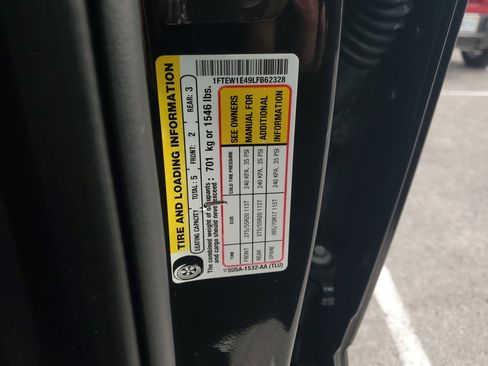 1FTEW1E49LFB62328
TIRE AND LOADING INFORMATION
SEATING CAPACITY TOTAL: 5 FRONT: 2 REAR: 3
The combined weight of occupants : 701 kg or 1546 lbs.
and cargo should never exceed :
TIRE SIZE COLD TIRE PRESSURE
FRONT 275/55R20 113T 240 KPA, 35 PSI
REAR 275/55R20 113T 240 KPA, 35 PSI
SPARE 265/70R17 115T 240 KPA, 35 PSI
SEE OWNERS
MANUAL FOR
ADDITIONAL
INFORMATION
5U5A-1532-AA (TLU)